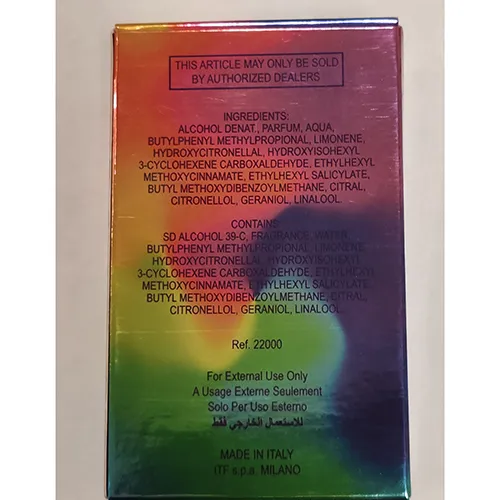 THIS ARTICLE MAY ONLY BE SOLD
BY AUTHORIZED DEALERS
INGREDIENTS:
ALCOHOL DENAT., PARFUM, AQUA,
BUTYLPHENYL METHYLPROPIONAL, LIMONENE,
HYDROXYCITRONELLAL, HYDROXYISOHEXYL
3-CYCLOHEXENE CARBOXALDEHYDE, ETHYLHEXYL
METHOXYCINNAMATE, ETHYLHEXYL SALICYLATE,
BUTYL METHOXYDIBENZOYLMETHANE, CITRAL,
CITRONELLOL, GERANIOL, LINALOOL.
CONTAINS:
SD ALCOHOL 39-C, FRAGRANCE, WATER,
BUTYLPHENYL METHYLPROPIONAL, LIMONENE,
HYDROXYCITRONELLAL, HYDROXYISOHEXYL
3-CYCLOHEXENE CARBOXALDEHYDE, ETHYLHEXYL
METHOXYCINNAMATE, ETHYLHEXYL SALICYLATE,
BUTYL METHOXYDIBENZOYLMETHANE, CITRAL,
CITRONELLOL, GERANIOL, LINALOOL.
Ref. 22000
For External Use Only
A Usage Externe Seulement
Solo Per Uso Esterno
للاستعمال الخارجي فقط
MADE IN ITALY
ITF s.p.a. MILANO